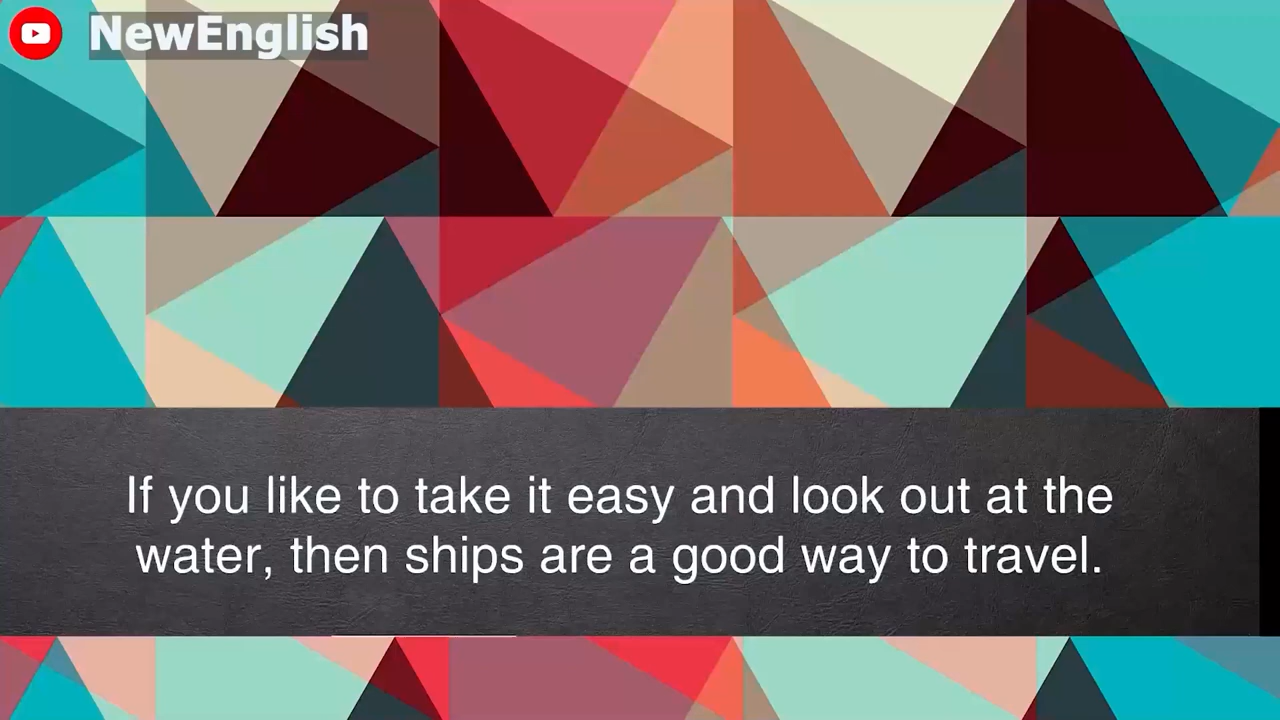 NewEnglish
If you like to take it easy and look out at the
water, then ships are a good way to travel.